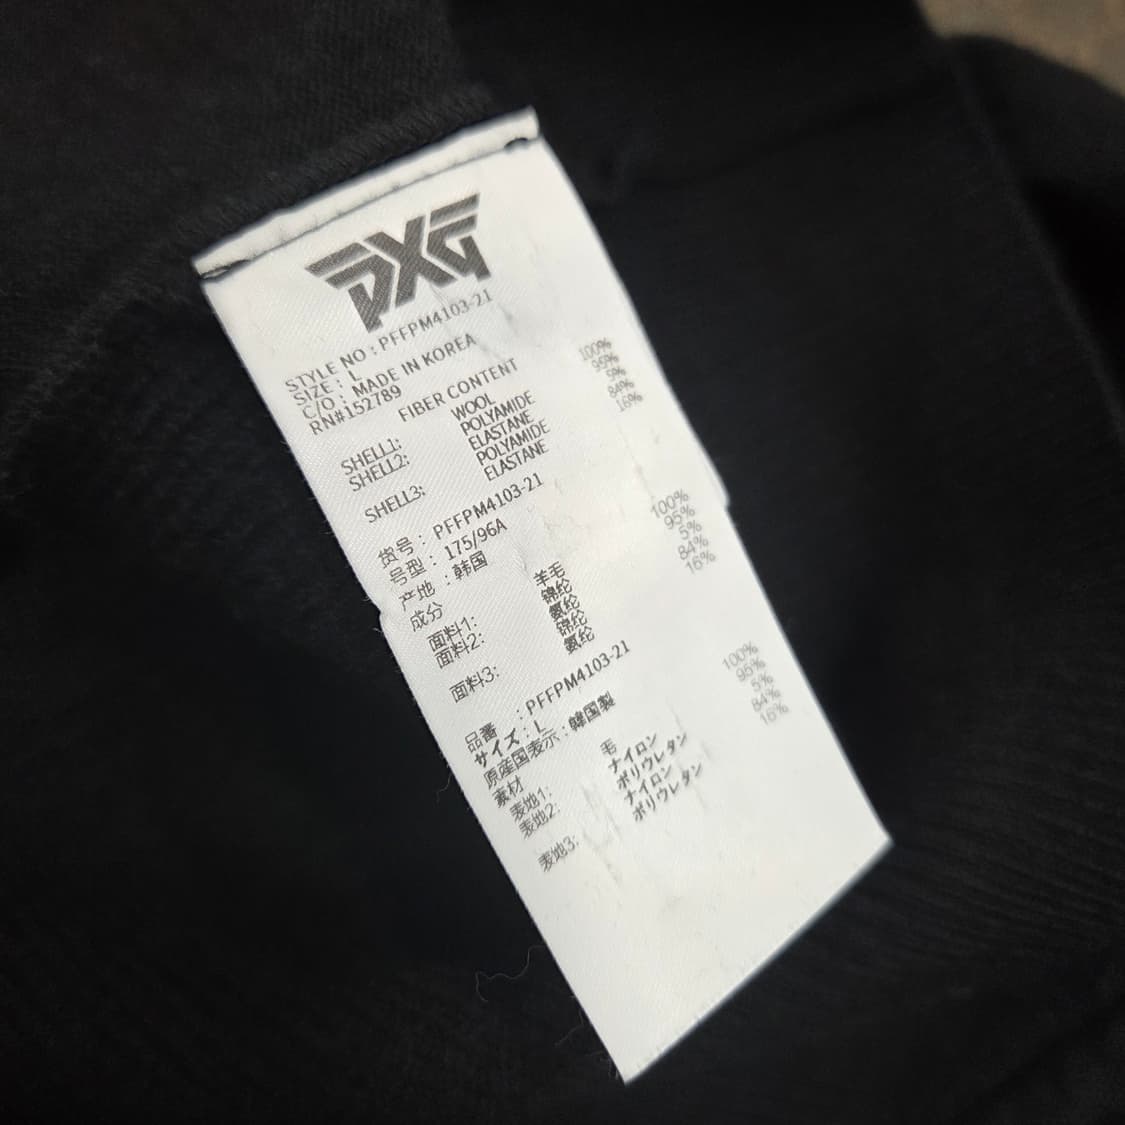 PXG
STYLE NO : PFFPM4103-21
SIZE : L
C/O : MADE IN KOREA
RN#152789
FIBER CONTENT
SHELL1: WOOL 100%
SHELL2: POLYAMIDE 95%
ELASTANE 5%
SHELL3: POLYAMIDE 84%
ELASTANE 16%
货号 : PFFPM4103-21
号型 : 175/96A
产地 : 韩国
成分
面料1: 羊毛 100%
面料2: 锦纶 95%
氨纶 5%
面料3: 锦纶 84%
氨纶 16%
品番 : PFFPM4103-21
サイズ : L
原産国表示 : 韓国製
素材
表地1: 毛 100%
表地2: ナイロン 95%
ポリウレタン 5%
表地3: ナイロン 84%
ポリウレタン 16%